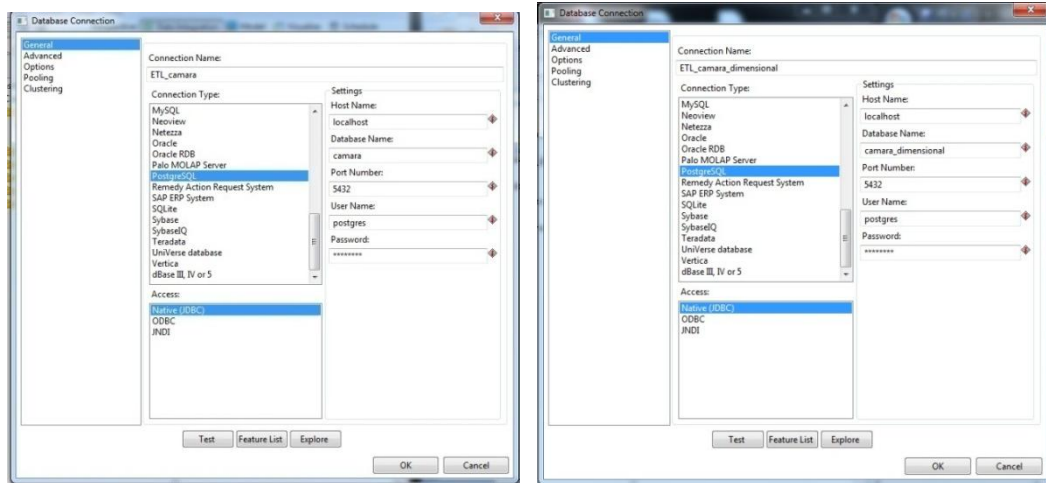 Database Connection
General
Advanced
Options
Pooling
Clustering
Connection Name:
ETL_camara
Connection Type:
MySQL
Neoview
Netezza
Oracle
Oracle RDB
Palo MOLAP Server
PostgreSQL
Remedy Action Request System
SAP ERP System
SQLite
Sybase
SybaseIQ
Teradata
UniVerse database
Vertica
dBase III, IV or 5
Access:
Native (JDBC)
ODBC
JNDI
Settings
Host Name:
localhost
Database Name:
camara
Port Number:
5432
User Name:
postgres
Password:
********
Test
Feature List
Explore
OK
Cancel
Database Connection
General
Advanced
Options
Pooling
Clustering
Connection Name:
ETL_camara_dimensional
Connection Type:
MySQL
Neoview
Netezza
Oracle
Oracle RDB
Palo MOLAP Server
PostgreSQL
Remedy Action Request System
SAP ERP System
SQLite
Sybase
SybaseIQ
Teradata
UniVerse database
Vertica
dBase III, IV or 5
Access:
Native (JDBC)
ODBC
JNDI
Settings
Host Name:
localhost
Database Name:
camara_dimensional
Port Number:
5432
User Name:
postgres
Password:
********
Test
Feature List
Explore
OK
Cancel